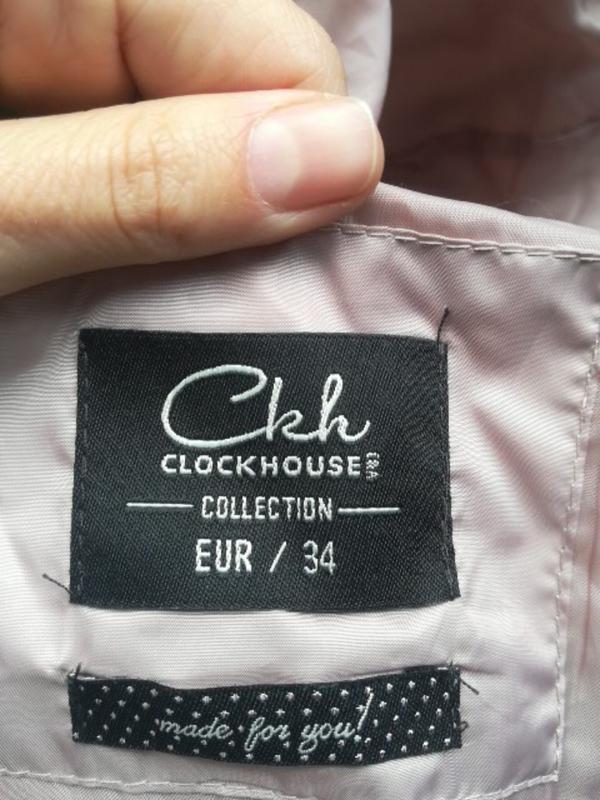 Ckh
CLOCKHOUSE C&A
COLLECTION
EUR / 34
made for you!